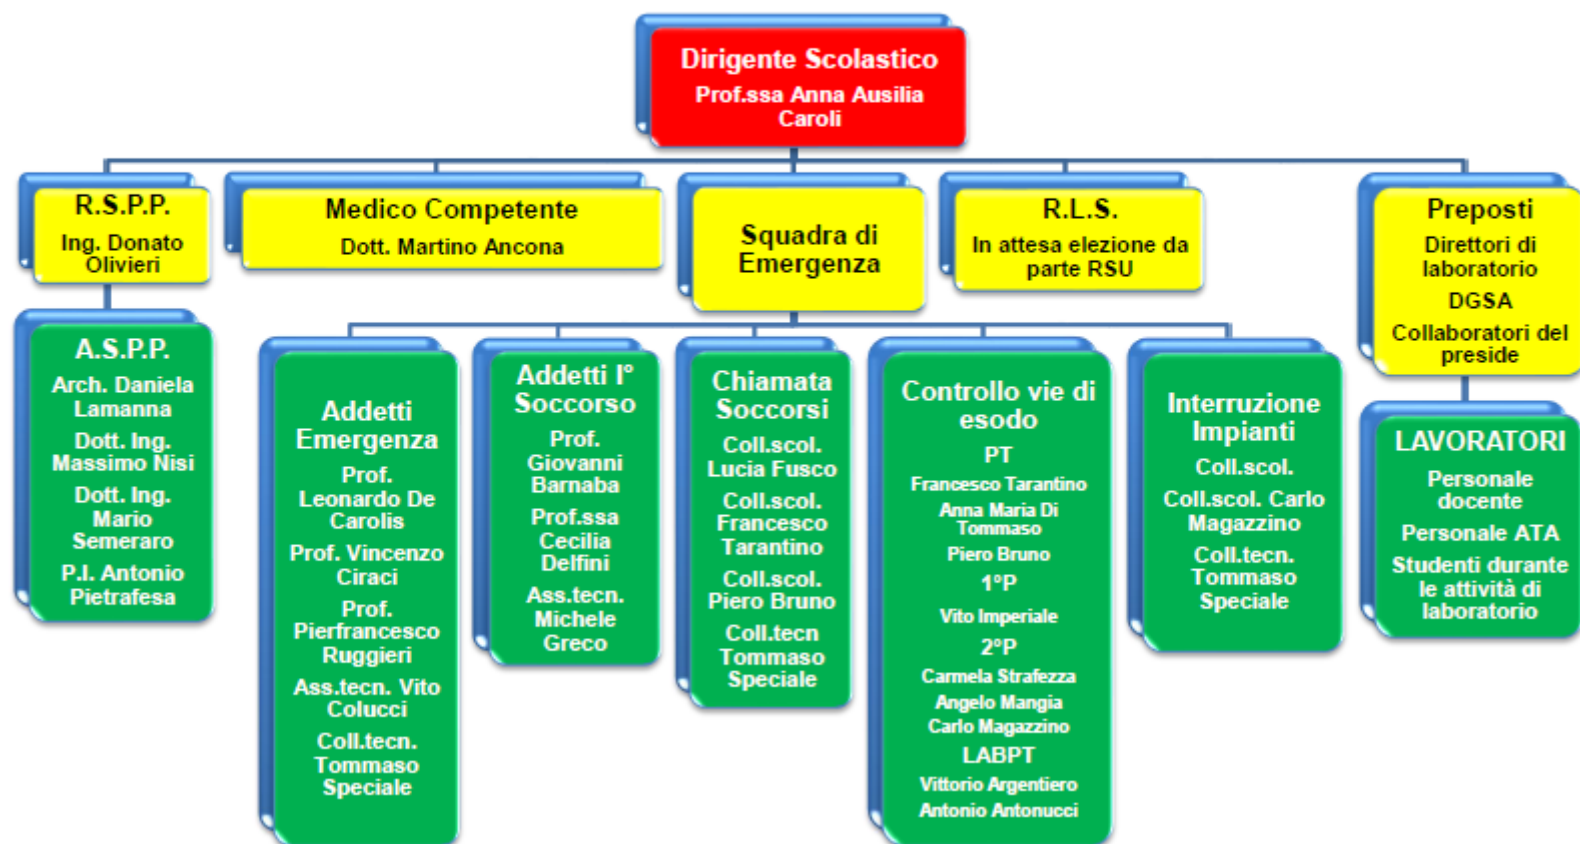 Dirigente Scolastico
Prof.ssa Anna Ausilia
Caroli
R.S.P.P.
Ing. Donato
Olivieri
Medico Competente
Dott. Martino Ancona
Squadra di
Emergenza
R.L.S.
In attesa elezione da
parte RSU
Preposti
Direttori di
laboratorio
DGSA
Collaboratori del
preside
A.S.P.P.
Arch. Daniela
Lamanna
Dott. Ing.
Massimo Nisi
Dott. Ing.
Mario
Semeraro
P.I. Antonio
Pietrafesa
Addetti
Emergenza
Prof.
Leonardo De
Carolis
Prof. Vincenzo
Ciraci
Prof.
Pierfrancesco
Ruggieri
Ass.tecn. Vito
Colucci
Coll.tecn.
Tommaso
Speciale
Addetti I°
Soccorso
Prof.
Giovanni
Barnaba
Prof.ssa
Cecilia
Delfini
Ass.tecn.
Michele
Greco
Chiamata
Soccorsi
Coll.scol.
Lucia Fusco
Coll.scol.
Francesco
Tarantino
Coll.scol.
Piero Bruno
Coll.tecn
Tommaso
Speciale
Controllo vie di
esodo
PT
Francesco Tarantino
Anna Maria Di
Tommaso
Piero Bruno
1°P
Vito Imperiale
2°P
Carmela Strafezza
Angelo Mangia
Carlo Magazzino
LABPT
Vittorio Argentiero
Antonio Antonucci
Interruzione
Impianti
Coll.scol.
Coll.scol. Carlo
Magazzino
Coll.tecn.
Tommaso
Speciale
LAVORATORI
Personale
docente
Personale ATA
Studenti durante
le attività di
laboratorio